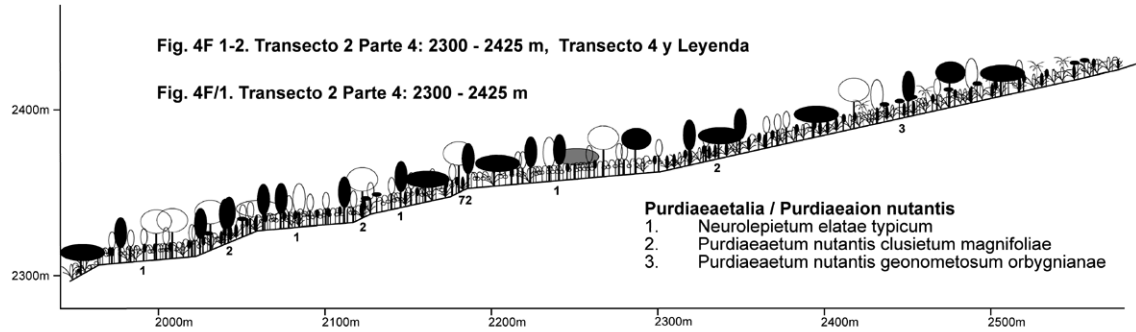 Fig. 4F 1-2. Transecto 2 Parte 4: 2300 - 2425 m, Transecto 4 y Leyenda
Fig. 4F/1. Transecto 2 Parte 4: 2300 - 2425 m
2400m
3
2
1
72
1
2
1
2
1
Purdiaeaetalia / Purdiaeaion nutantis
1. Neurolepietum elatae typicum
2. Purdiaeaetum nutantis clusietum magnifoliae
3. Purdiaeaetum nutantis geonometosum orbygnianae
2300m
2000m 2100m 2200m 2300m 2400m 2500m